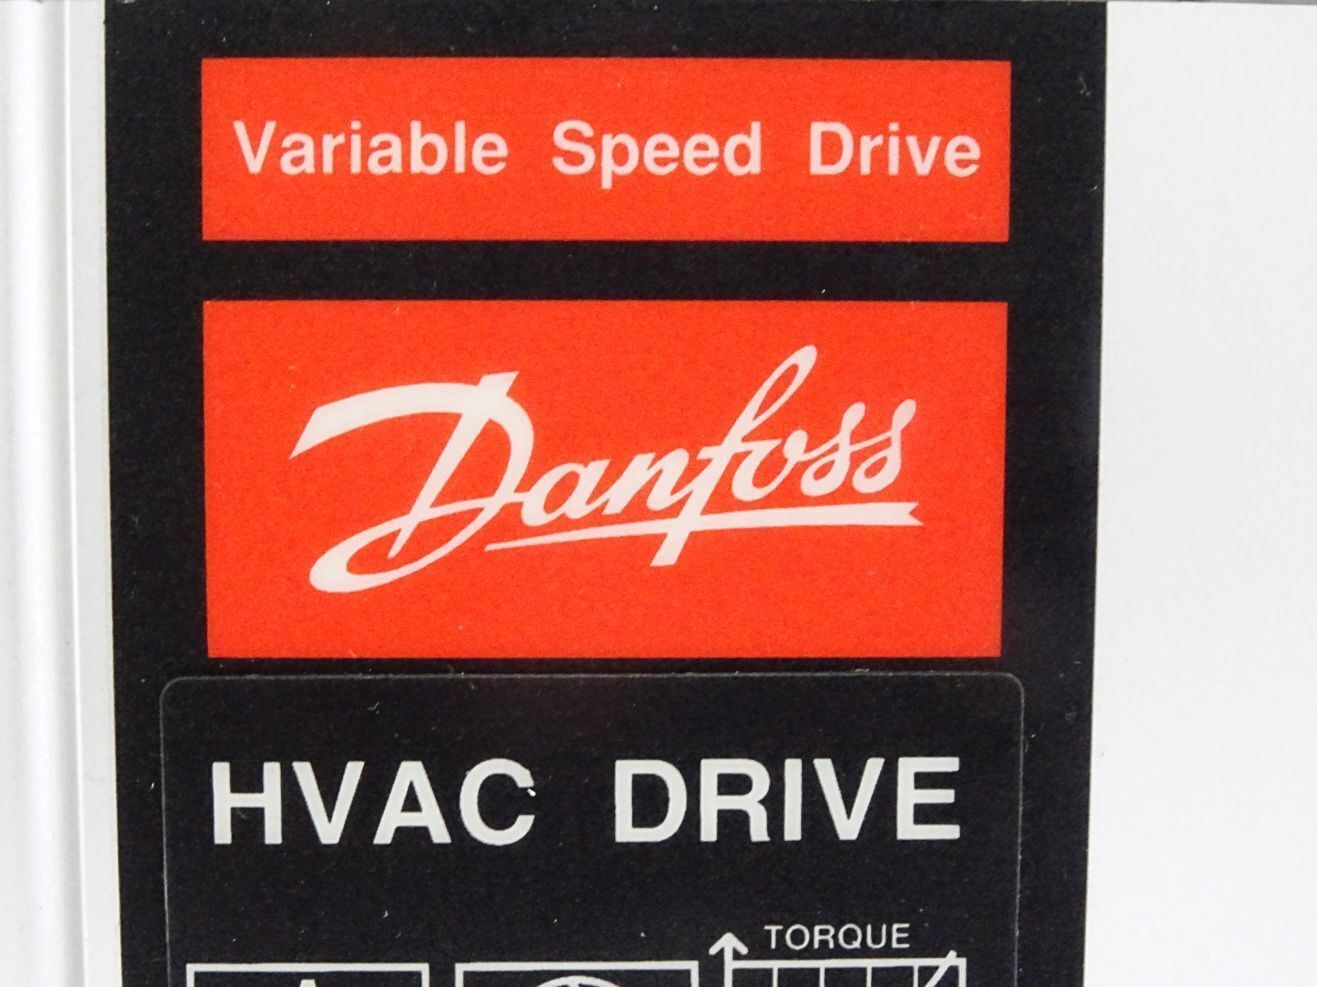 Variable Speed Drive
Danfoss
HVAC DRIVE
TORQUE